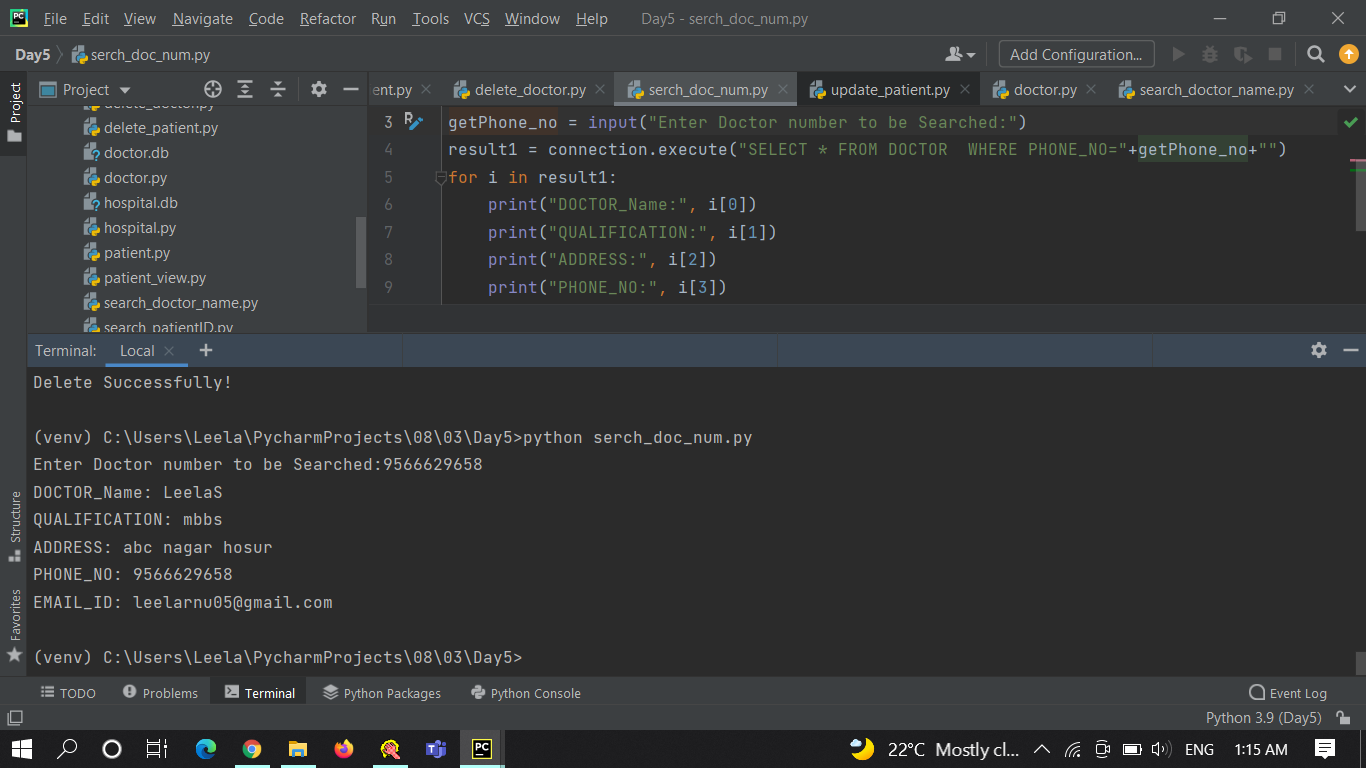 PC File Edit View Navigate Code Refactor Run Tools VCS Window Help Day5 - serch_doc_num.py
Day5 serch_doc_num.py Add Configuration...
Project Project ent.py delete_doctor.py serch_doc_num.py update_patient.py doctor.py search_doctor_name.py
delete_doctor.py
delete_patient.py
doctor.db
doctor.py
hospital.db
hospital.py
patient.py
patient_view.py
search_doctor_name.py
search_patientID.py
3 getPhone_no = input("Enter Doctor number to be Searched:")
4 result1 = connection.execute("SELECT * FROM DOCTOR  WHERE PHONE_NO="+getPhone_no+"")
5 for i in result1:
6     print("DOCTOR_Name:", i[0])
7     print("QUALIFICATION:", i[1])
8     print("ADDRESS:", i[2])
9     print("PHONE_NO:", i[3])
Terminal: Local
Delete Successfully!
(venv) C:\Users\Leela\PycharmProjects\08\03\Day5>python serch_doc_num.py
Enter Doctor number to be Searched:9566629658
DOCTOR_Name: LeelaS
QUALIFICATION: mbbs
ADDRESS: abc nagar hosur
PHONE_NO: 9566629658
EMAIL_ID: leelarnu05@gmail.com
(venv) C:\Users\Leela\PycharmProjects\08\03\Day5>
Structure
Favorites
TODO Problems Terminal Python Packages Python Console Event Log
Python 3.9 (Day5)
PC 22°C Mostly cl... ENG 1:15 AM